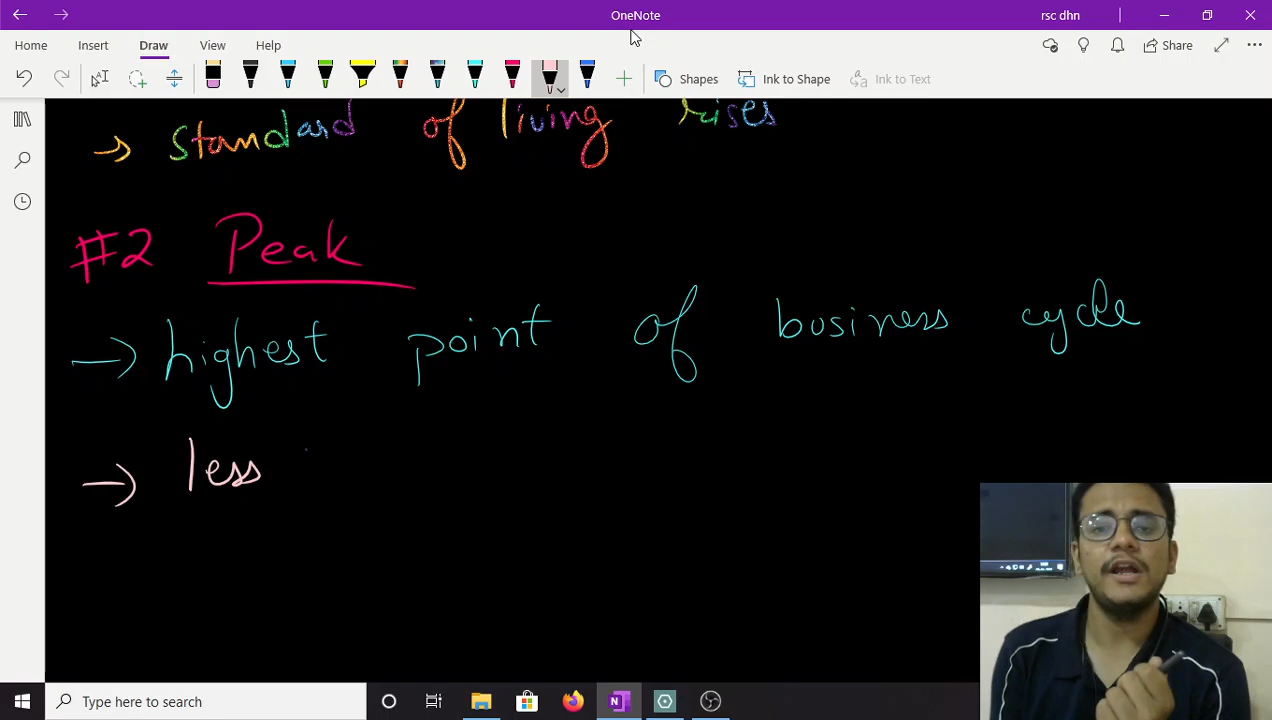 OneNote
rsc dhn
Home Insert Draw View Help
Share
Shapes Ink to Shape Ink to Text
→ standard of living rises
#2 Peak
→ highest point of business cycle
→ less
Type here to search